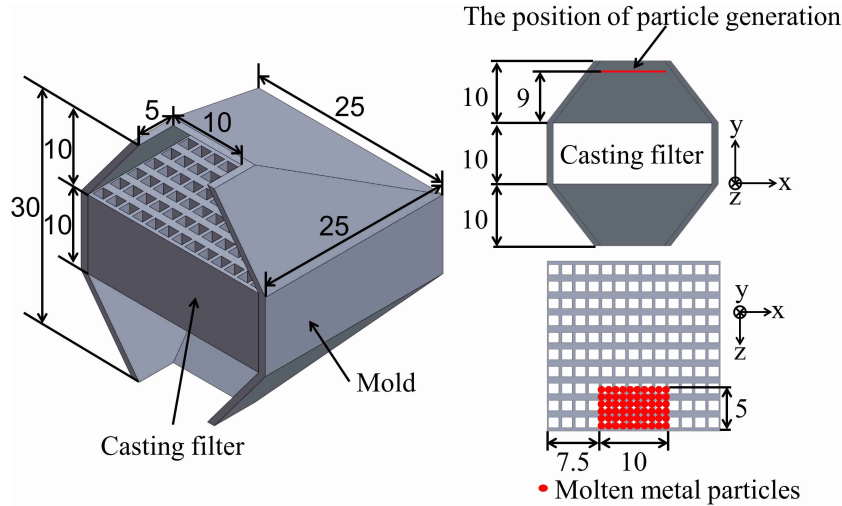 The position of particle generation
5
10
25
10
10
30
25
Mold
Casting filter
10
9
10
Casting filter
10
y
z
x
y
x
z
5
7.5
10
Molten metal particles